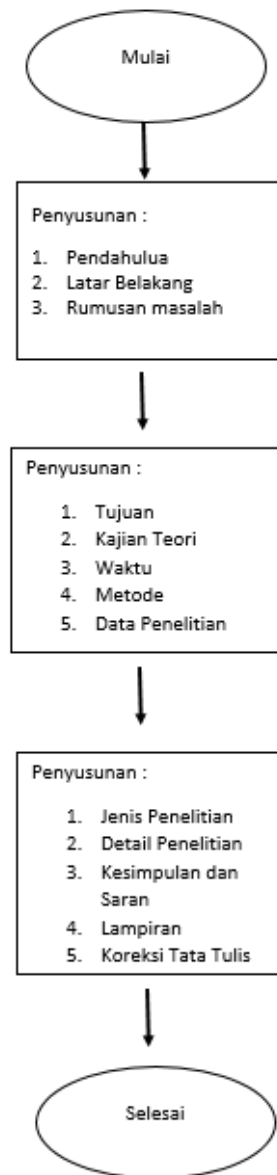 Mulai
Penyusunan :
1. Pendahulua
2. Latar Belakang
3. Rumusan masalah
Penyusunan :
1. Tujuan
2. Kajian Teori
3. Waktu
4. Metode
5. Data Penelitian
Penyusunan :
1. Jenis Penelitian
2. Detail Penelitian
3. Kesimpulan dan
Saran
4. Lampiran
5. Koreksi Tata Tulis
Selesai